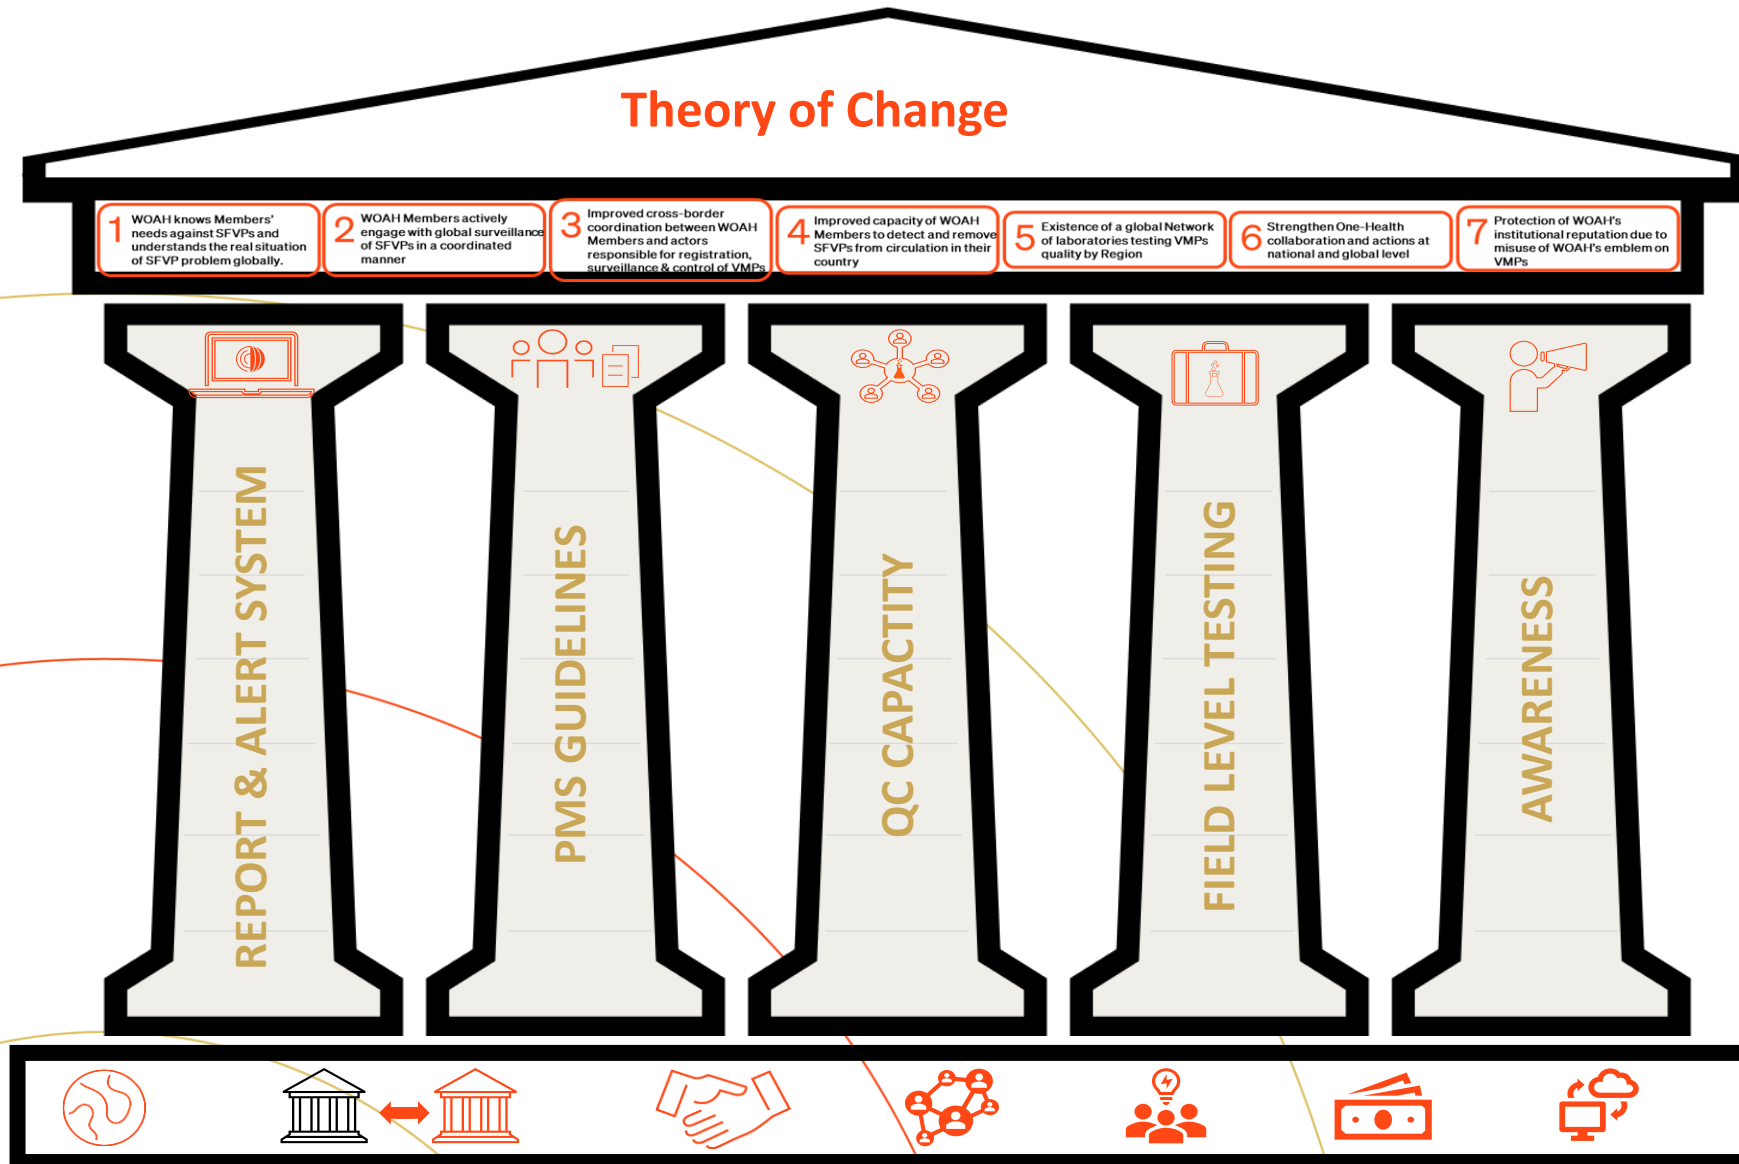 Theory of Change
1
WOAH knows Members'
needs against SFVPs and
understands the real situation
of SFVP problem globally.
2
WOAH Members actively
engage with global surveillance
of SFVPs in a coordinated
manner
3
Improved cross-border
coordination between WOAH
Members and actors
responsible for registration,
surveillance & control of VMPs
4
Improved capacity of WOAH
Members to detect and remove
SFVPs from circulation in their
country
5
Existence of a global Network
of laboratories testing VMPs
quality by Region
6
Strengthen One-Health
collaboration and actions at
national and global level
7
Protection of WOAH's
institutional reputation due to
misuse of WOAH's emblem on
VMPs
REPORT & ALERT SYSTEM
PMS GUIDELINES
QC CAPACTITY
FIELD LEVEL TESTING
AWARENESS